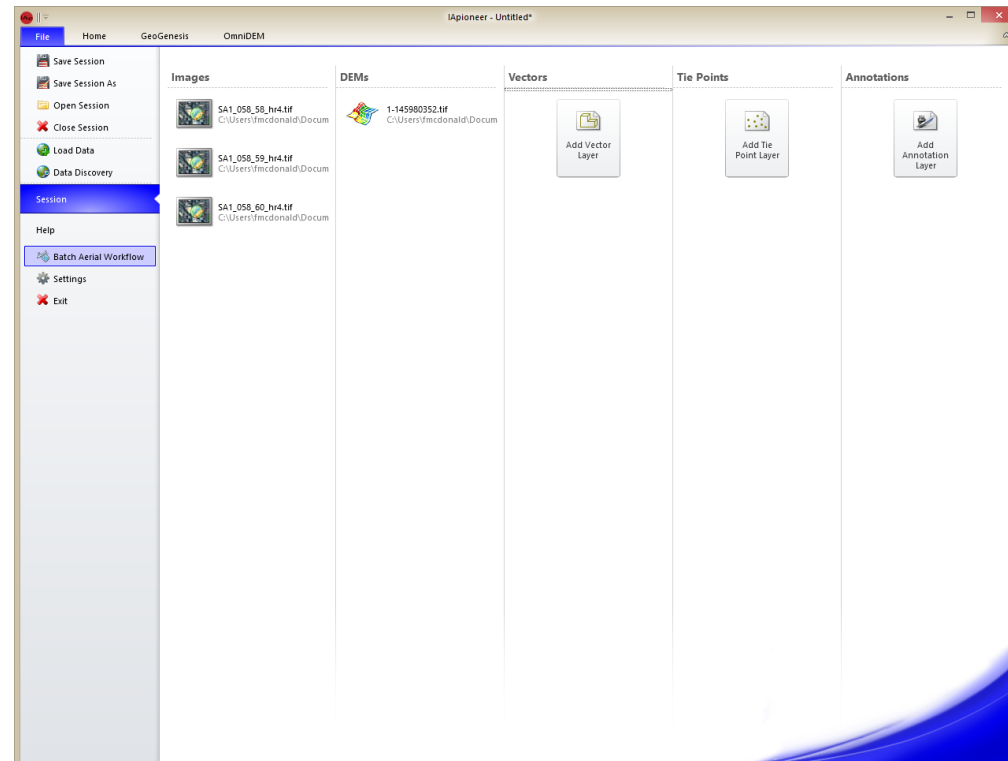 IApioneer - Untitled*
File Home GeoGenesis OmniDEM
Save Session
Save Session As
Open Session
Close Session
Load Data
Data Discovery
Session
Help
Batch Aerial Workflow
Settings
Exit
Images
SA1_058_58_hr4.tif
C:\Users\fmcdonald\Docum
SA1_058_59_hr4.tif
C:\Users\fmcdonald\Docum
SA1_058_60_hr4.tif
C:\Users\fmcdonald\Docum
DEMs
1-145980352.tif
C:\Users\fmcdonald\Docum
Vectors
Add Vector
Layer
Tie Points
Add Tie
Point Layer
Annotations
Add
Annotation
Layer